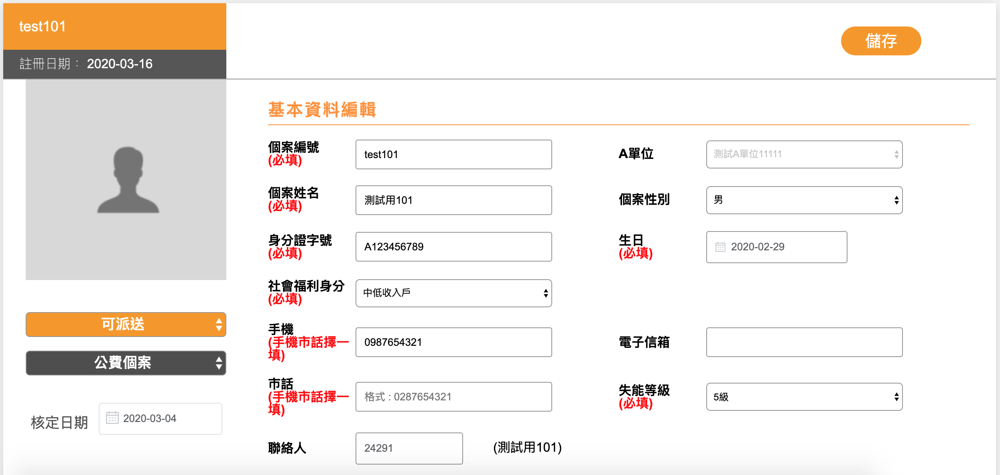 test101
儲存
註冊日期： 2020-03-16
基本資料編輯
個案編號
(必填)
test101
A單位
測試A單位11111
個案姓名
(必填)
測試用101
個案性別
男
身分證字號
(必填)
A123456789
生日
(必填)
2020-02-29
社會福利身分
(必填)
中低收入戶
可派送
手機
(手機市話擇一
填)
0987654321
電子信箱
公費個案
市話
(手機市話擇一
填)
格式 : 0287654321
失能等級
(必填)
5級
核定日期
2020-03-04
聯絡人
24291
(測試用101)